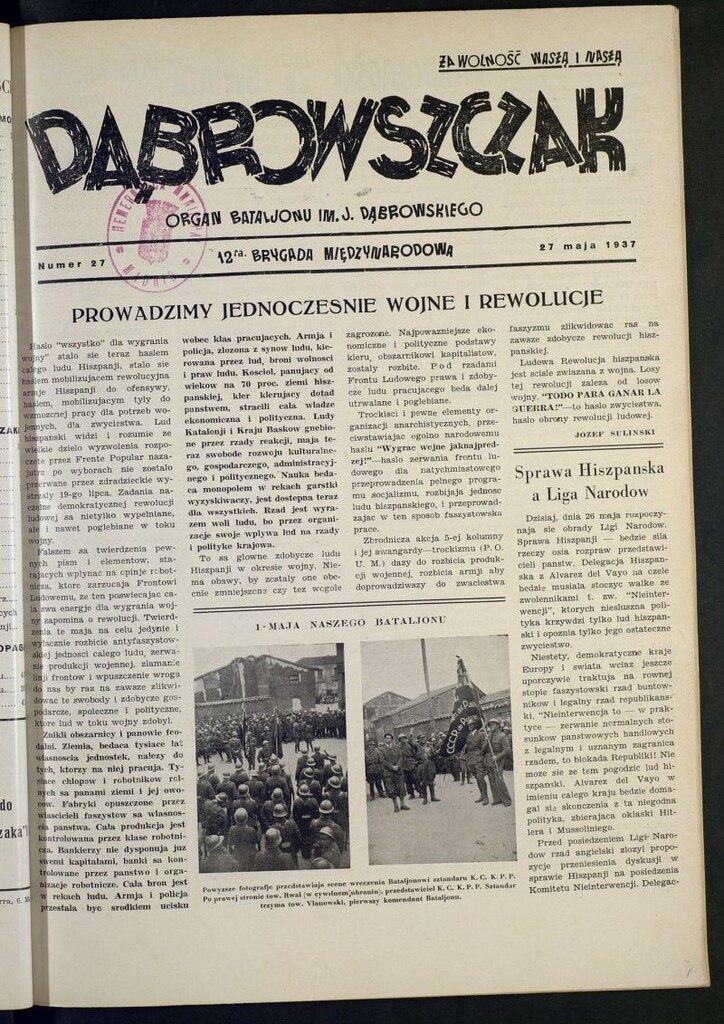 ZA WOLNOŚĆ WASZĄ I NASZĄ
DĄBROWSZCZAK
ORGAN BATALJONU IM. J. DĄBROWSKIEGO
12ta. BRYGADA MIĘDZYNARODOWA
Numer 27
27 maja 1937
HEMEROTECA MUNICIPAL
MADRID
PROWADZIMY JEDNOCZESNIE WOJNE I REWOLUCJE
Haslo "wszystko" dla wygrania
wojny" stalo sie teraz haslem
calego ludu Hiszpanji, stalo sie
haslem mobilizujacem rewolucyjna
armje Hiszpanji do ofensywy,
haslem, mobilizujacym tyly do
wzmocnej pracy dla potrzeb wo-
jennych, dla zwyciestwa. Lud
hiszpanski widzi i rozumie ze
wielkie dzielo wyzwolenia rozpo-
czete przez Frente Popular nazа-
jutrz po wyborach nie zostalo
przerwane przez zdradzieckie wy-
strzaly 19-go lipca. Zadania na-
czelne demokratycznej rewolucji
ludowej sa nietylko wypelniane,
ale i nawet poglebiane w toku
wojny.
Falszem sa twierdzenia pew-
nych pism i elementow, sta-
rajacych wplynac na opinje robot-
nicza, ktore zarzucaja Frontowi
Ludowemu, ze ten poswiecajac ca-
la swa energje dla wygrania woj-
ny zapomina o rewolucji. Twierd-
zenia te maja na celu jedynie i
wylacznie rozbicie antyfaszystow-
skiej jednosci calego ludu, zerwa-
nie produkcji wojennej, zlamanie
linji frontow i wpuszczenie wroga
do nas by raz na zawsze zlikwi-
dowac te swobody i zdobycze gos-
podarcze, spoleczne i polityczne,
ktore lud w toku wojny zdobyl.
Znikli obszarnicy i panowie feo-
dalni. Ziemia, bedaca tysiace lat
wlasnoscia jednostek, nalezy do
tych, ktorzy na niej pracuja. Ty-
siace chlopow i robotnikow rol-
nych sa panami ziemi i jej owo-
cow. Fabryki opuszczone przez
wlascicieli faszystow sa wlasnos-
cia panstwa. Cala produkcja jest
kontrolowana przez klase robotni-
cza. Bankierzy nie dysponuja juz
swemi kapitalami, banki sa kon-
trolowane przez panstwo i orga-
nizacje robotnicze. Cala bron jest
w rekach ludu. Armja i policja
przestala byc srodkiem ucisku
wobec klas pracujacych. Armja i
policja, zlozona z synow ludu, kie-
rowana przez lud, broni wolnosci
i praw ludu. Kosciol, panujacy od
wiekow na 70 proc. ziemi hisz-
panskiej, kler kierujacy dotad
panstwem, stracili cala wladze
ekonomiczna i polityczna. Ludy
Katalonji i Kraju Baskow gnebio-
ne przez rzady reakcji, maja te-
raz swobode rozwoju kulturalne-
go, gospodarczego, administracyj-
nego i politycznego. Nauka beda-
ca monopolem w rekach garstki
wyzyskiwaczy, jest dostepna teraz
dla wszystkich. Rzad jest wyra-
zem woli ludu, bo przez organi-
zacje swoje wplywa lud na rzady
i polityke krajowa.
To sa glowne zdobycze ludu
Hiszpanji w okresie wojny. Nie-
ma obawy, by zostaly one obe-
cnie zmniejszone czy tez wogole
zagrozone. Najpowazniejsze eko-
nomiczne i polityczne podstawy
kleru, obszarnikowi kapitalistow,
zostaly rozbite. Pod rzadami
Frontu Ludowego prawa i zdoby-
cze ludu pracujacego beda dalej
utrwalane i poglebiane.
Trockisci i pewne elementy or-
ganizacji anarchistycznych, prze-
ciwstawiajac ogolno narodowemu
haslu "Wygrac wojne jaknajpred-
zej!"—haslo zerwania frontu lu-
dowego dla natychmiastowego
przeprowadzenia pelnego progra-
mu socjalizmu, rozbijaja jednosc
ludu hiszpanskiego, i przeprowad-
zajac w ten sposob faszystowska
prace.
Zbrodnicza akcja 5-ej kolumny
i jej awangardy—trockizmu (P. O.
U. M.) dazy do rozbicia produk-
cji wojennej, rozbicia armji aby
doprowadziwszy do zwaciestwa
faszyzmu zlikwidowac ras na
zawsze zdobycze rewolucji hisz-
panskiej.
Ludowa Rewolucja hiszpanska
jest scisle zwiazana z wojna. Losy
tej rewolucji zaleza od losow
wojny. "TODO PARA GANAR LA
GUERRA!"—to haslo zwyciestwa,
haslo obrony rewolucji ludowej.
JOZEF SULINSKI
Sprawa Hiszpanska
a Liga Narodow
Dzisiaj, dnia 26 maja rozpoczy-
naja sie obrady Ligi Narodow.
Sprawa Hiszpanji — bedzie sila
rzeczy osia rozpraw przedstawi-
cieli panstw. Delegacja Hiszpan-
ska z Alvarez del Vayo na czele
bedzie musiala stoczyc walke ze
zwolennikami t. zw. "Nieinter-
wencji", ktorych niesluszna poli-
tyka krzywdzi tylko lud hiszpan-
ski i opoznia tylko jego ostateczne
zwyciestwo.
Niestety, demokratyczne kraje
Europy i swiata wciaz jeszcze
uporczywie traktuja na rownej
stopie faszystowski rzad buntow-
nikow i legalny rzad republikans-
ki. "Nieinterwencja to — w prak-
tyce — zerwanie normalnych sto-
sunkow panstwowych handlowych
z legalnym i uznanym zagranica
rzadem, to blokada Republiki! Nie
moze sie ze tem pogodzic lud hi-
szpanski. Alvarez del Vayo w
imieniu calego kraju bedzie doma-
gal sie skonczenia z ta niegodna
polityka, zbierajaca oklaski Hit-
lera i Mussoliniego.
Przed posiedzeniem Ligi Naro-
dow rzad angielski zlozyl propo-
zycje przeniesienia dyskusji w
sprawie Hiszpanji na posiedzenia
Komitetu Nieinterwencji. Delegac-
1-MAJA NASZEGO BATALJONU
K.C.
C.C.P.P.
Powyzsze fotografje przedstawiaja scene wreczenia Bataljonowi sztandaru K. C. K. P. P.
Po prawej stronie tow. Rwal (w cywilnem ubraniu), przedstawiciel K. C. K. P. P. Sztandar
trzyma tow. Vlanowski, pierwszy komendant Bataljonu.